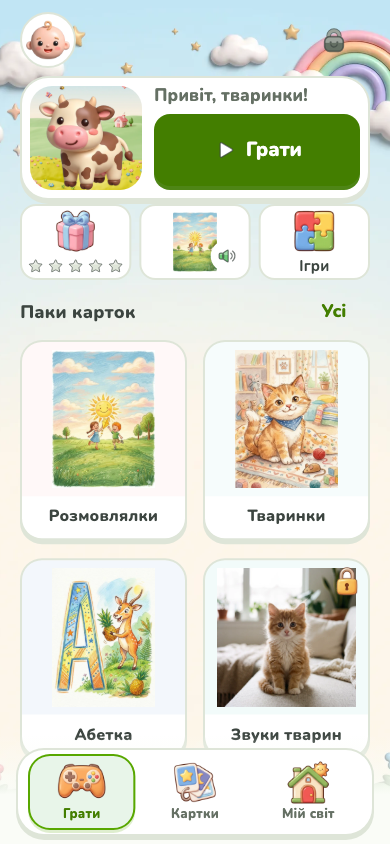 Привіт, тваринки!
Грати
Ігри
Паки карток
Усі
Розмовлялки
Тваринки
А
Абетка
Звуки тварин
Грати
Картки
Мій світ